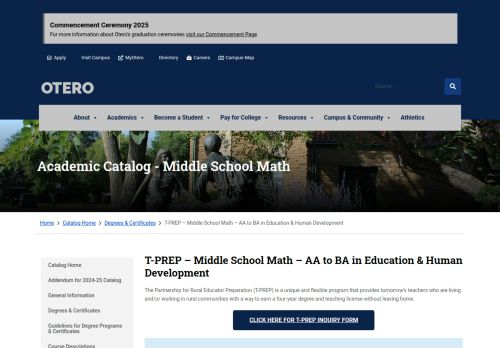 Commencement Ceremony 2025
For more information about Otero's graduation ceremonies visit our Commencement Page
Apply Visit Campus MyOtero Directory Careers Campus Map
OTERO
Search
About Academics Become a Student Pay for College Resources Campus & Community Athletics
Academic Catalog - Middle School Math
Home Catalog Home Degrees & Certificates T-PREP – Middle School Math – AA to BA in Education & Human Development
Catalog Home
Addendum for 2024-25 Catalog
General Information
Degrees & Certificates
Guidelines for Degree Programs
& Certificates
Course Descriptions
T-PREP – Middle School Math – AA to BA in Education & Human
Development
The Partnership for Rural Educator Preparation (T-PREP) is a unique and flexible program that provides tomorrow's teachers who are living
and/or working in rural communities with a way to earn a four-year degree and teaching license without leaving home.
CLICK HERE FOR T-PREP INQUIRY FORM